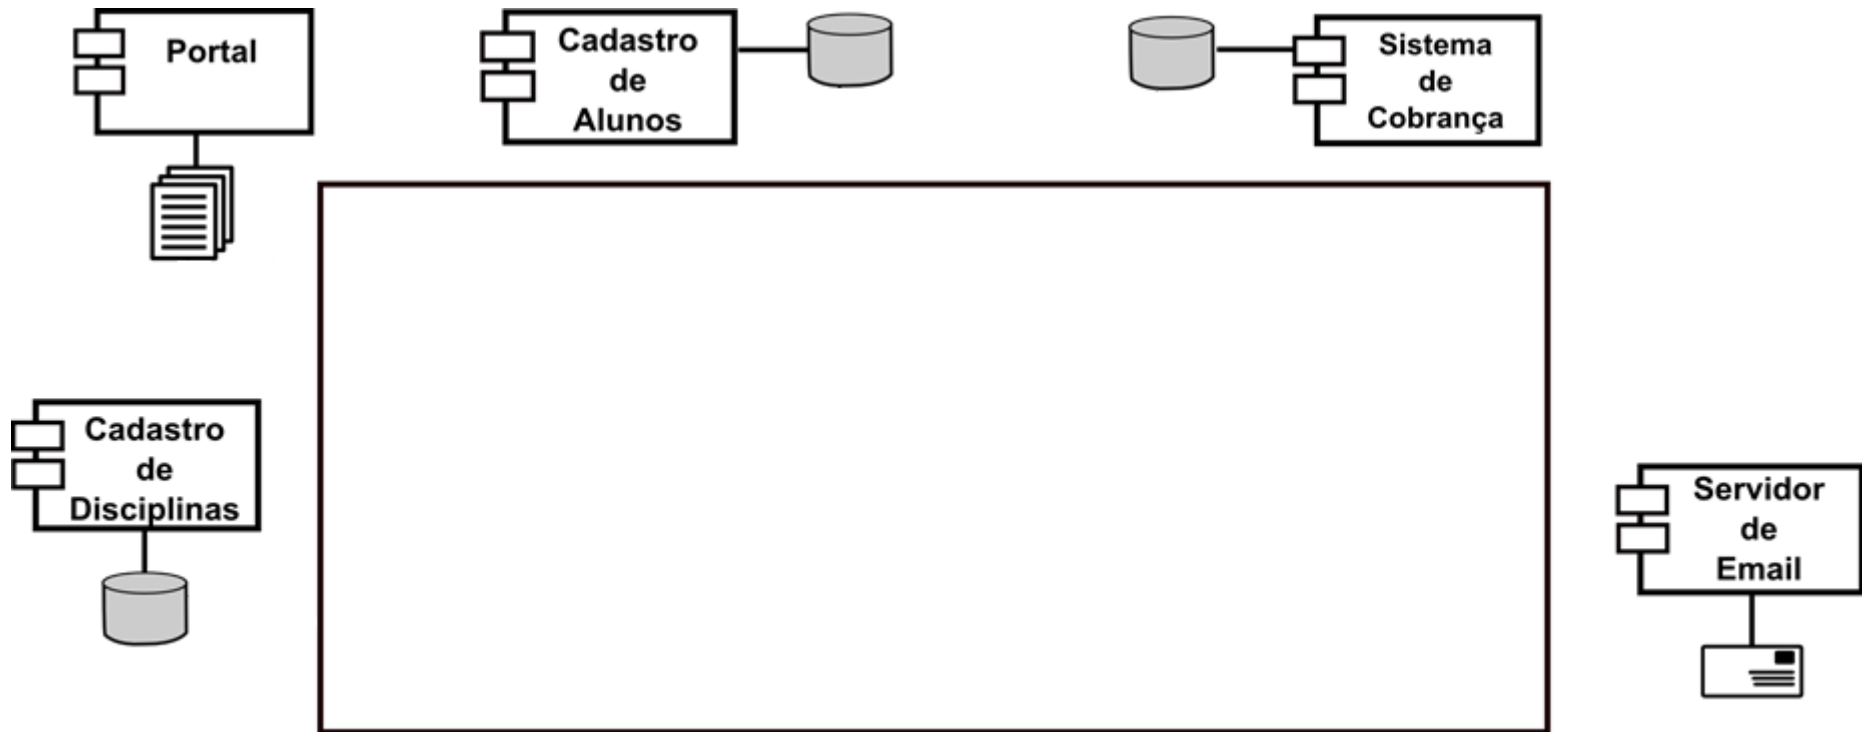 Portal
Cadastro
de
Alunos
Sistema
de
Cobrança
Cadastro
de
Disciplinas
Servidor
de
Email